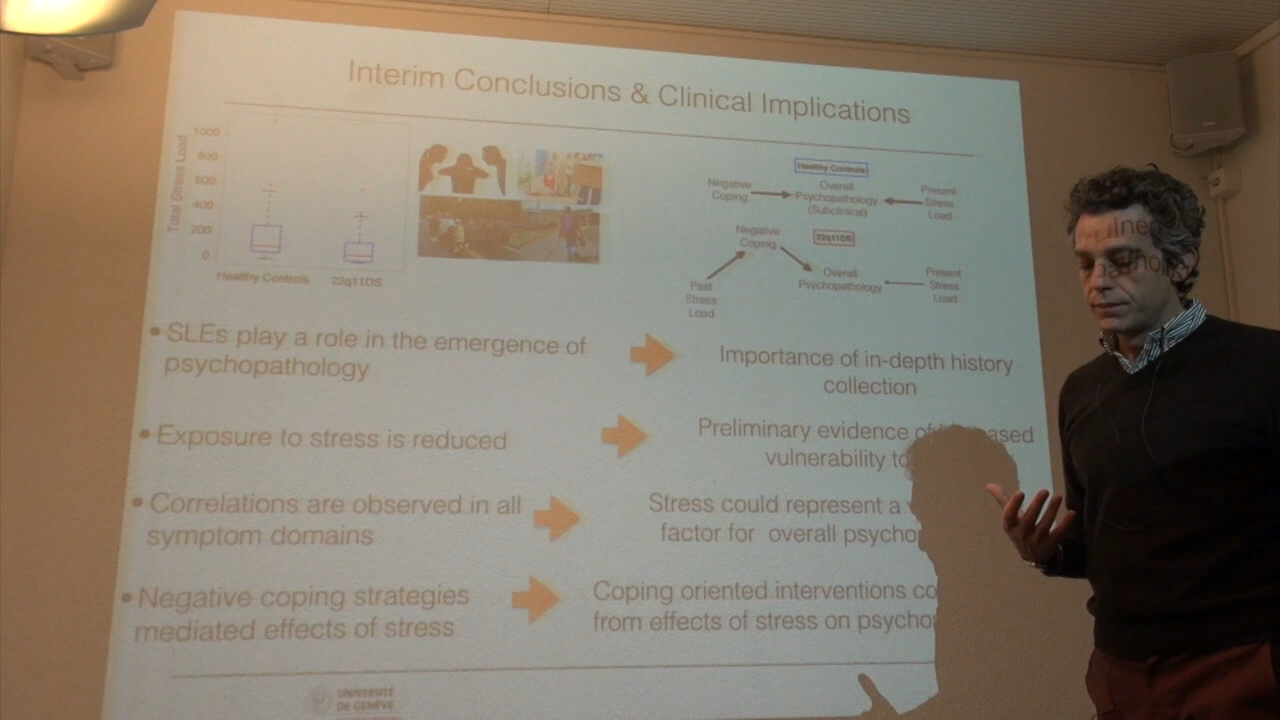 Interim Conclusions & Clinical Implications
Total Stress Load
1000
800
600
400
200
0
Healthy Controls
22q11DS
Healthy Controls
Negative
Coping
Overall
Psychopathology
(Subclinical)
Present
Stress
Load
Negative
Coping
22q11DS
Past
Stress
Load
Overall
Psychopathology
Present
Stress
Load
• SLEs play a role in the emergence of
psychopathology
Importance of in-depth history
collection
• Exposure to stress is reduced
Preliminary evidence of ased
vulnerability to
• Correlations are observed in all
symptom domains
Stress could represent a
factor for overall psycho
• Negative coping strategies
mediated effects of stress
Coping oriented interventions co
from effects of stress on psycho
UNIVERSITÉ
DE GENÈVE